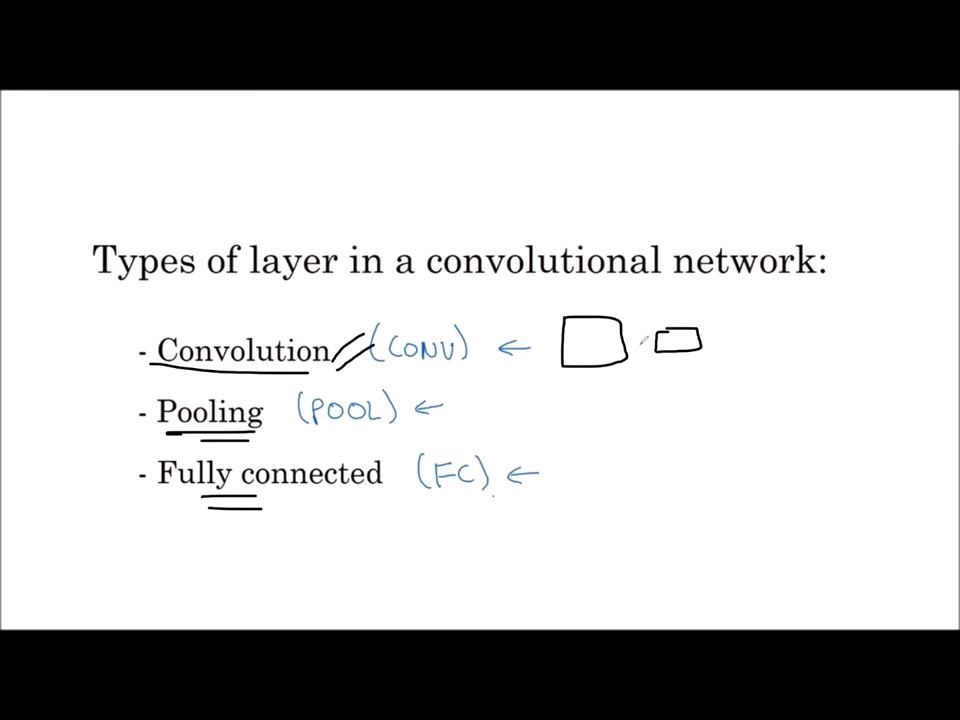 Types of layer in a convolutional network:
- Convolution (CONV) ←
- Pooling (POOL) ←
- Fully connected (FC) ←